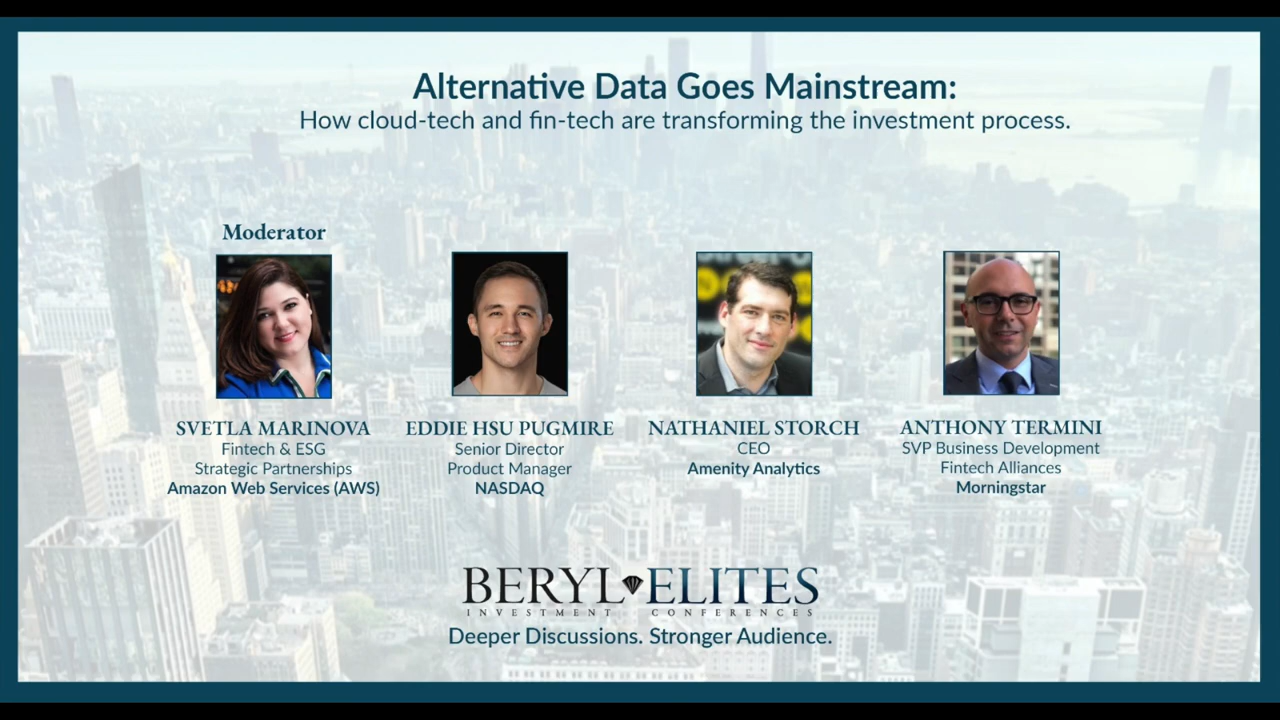 Alternative Data Goes Mainstream:
How cloud-tech and fin-tech are transforming the investment process.
Moderator
SVETLA MARINOVA
Fintech & ESG
Strategic Partnerships
Amazon Web Services (AWS)
EDDIE HSU PUGMIRE
Senior Director
Product Manager
NASDAQ
NATHANIEL STORCH
CEO
Amenity Analytics
ANTHONY TERMINI
SVP Business Development
Fintech Alliances
Morningstar
BERYL ELITES
INVESTMENT CONFERENCES
Deeper Discussions. Stronger Audience.